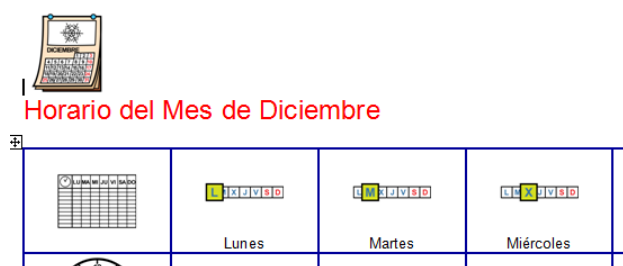 DICIEMBRE
Horario del Mes de Diciembre
LU MA MI JU VI SA DO
L M X J V S D
L M X J V S D
L M X J V S D
Lunes
Martes
Miércoles